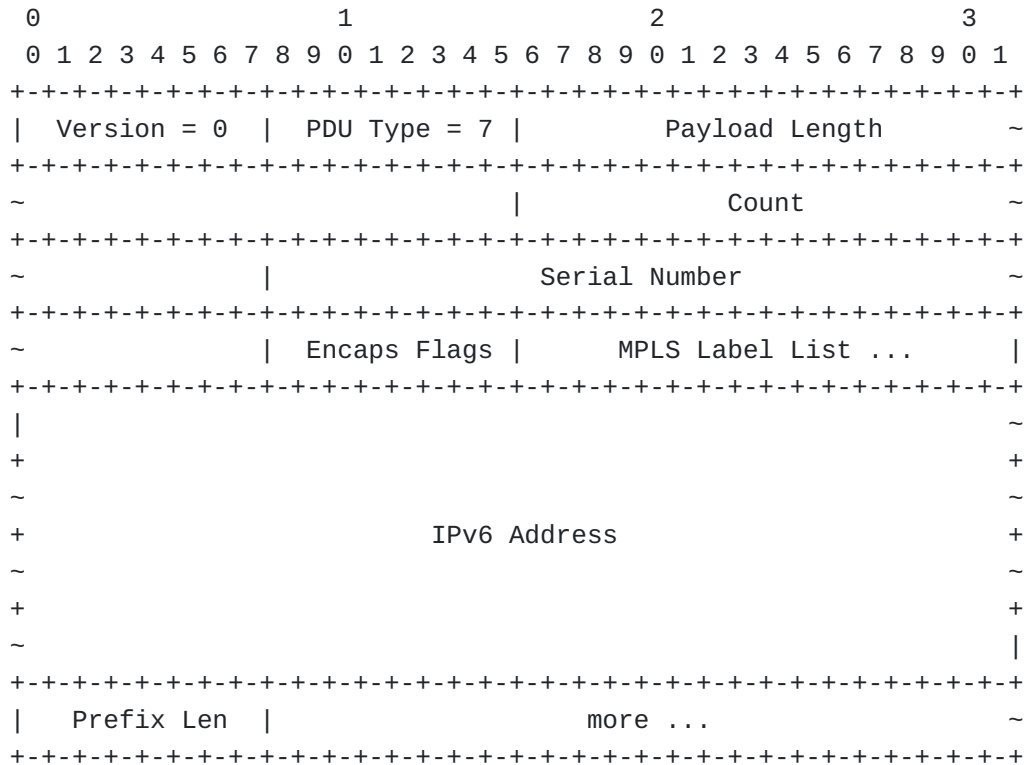 0                   1                   2                   3
 0 1 2 3 4 5 6 7 8 9 0 1 2 3 4 5 6 7 8 9 0 1 2 3 4 5 6 7 8 9 0 1
+-+-+-+-+-+-+-+-+-+-+-+-+-+-+-+-+-+-+-+-+-+-+-+-+-+-+-+-+-+-+-+-+
|  Version = 0  |  PDU Type = 7 |         Payload Length        ~
+-+-+-+-+-+-+-+-+-+-+-+-+-+-+-+-+-+-+-+-+-+-+-+-+-+-+-+-+-+-+-+-+
~                               |             Count             ~
+-+-+-+-+-+-+-+-+-+-+-+-+-+-+-+-+-+-+-+-+-+-+-+-+-+-+-+-+-+-+-+-+
~               |                 Serial Number                 ~
+-+-+-+-+-+-+-+-+-+-+-+-+-+-+-+-+-+-+-+-+-+-+-+-+-+-+-+-+-+-+-+-+
~               |  Encaps Flags |      MPLS Label List ...      |
+-+-+-+-+-+-+-+-+-+-+-+-+-+-+-+-+-+-+-+-+-+-+-+-+-+-+-+-+-+-+-+-+
|                                                               ~
+                                                               +
~                                                               ~
+                          IPv6 Address                         +
~                                                               ~
+                                                               +
~                                                               |
+-+-+-+-+-+-+-+-+-+-+-+-+-+-+-+-+-+-+-+-+-+-+-+-+-+-+-+-+-+-+-+-+
|   Prefix Len  |                    more ...                   ~
+-+-+-+-+-+-+-+-+-+-+-+-+-+-+-+-+-+-+-+-+-+-+-+-+-+-+-+-+-+-+-+-+